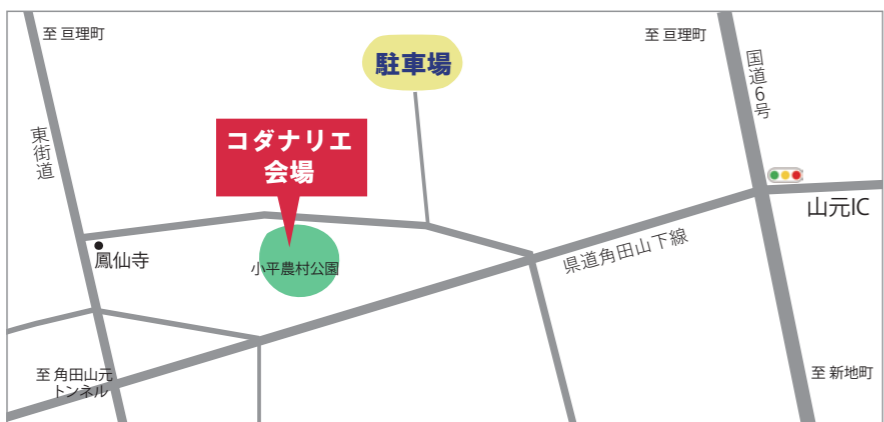 至 亘理町
駐車場
至 亘理町
国道6号
東街道
コダナリエ
会場
山元IC
鳳仙寺
小平農村公園
県道角田山下線
至 角田山元
トンネル
至 新地町